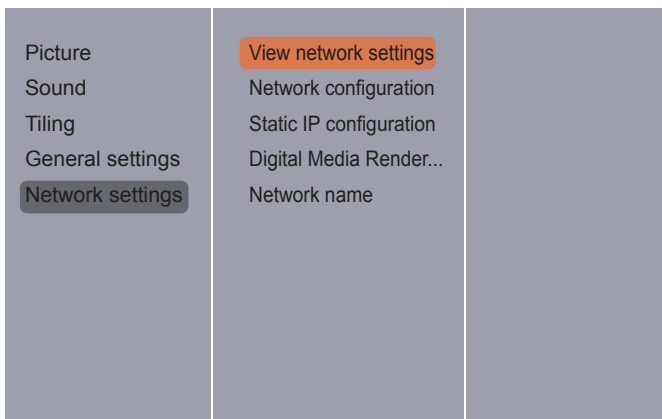 Picture
Sound
Tiling
General settings
Network settings
View network settings
Network configuration
Static IP configuration
Digital Media Render...
Network name